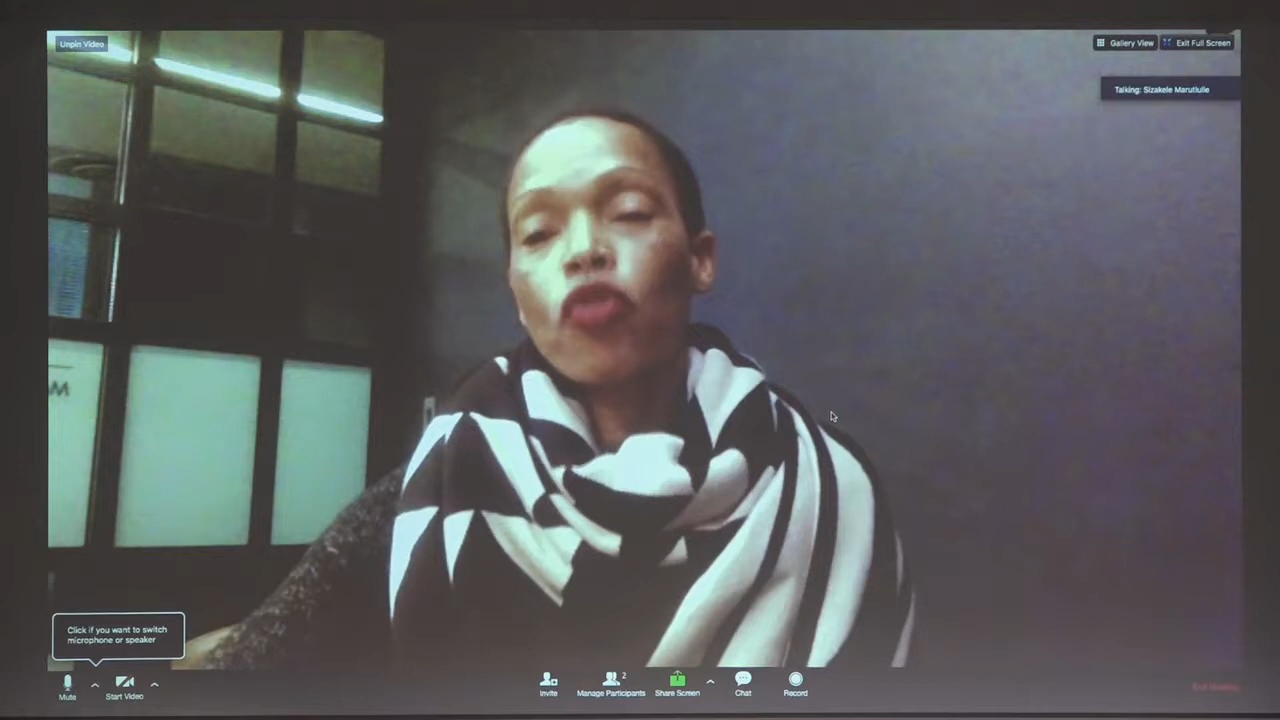 Unpin Video
Gallery View
Exit Full Screen
Talking: Sizakele Marutlulle
Click if you want to switch
microphone or speaker
Mute
Start Video
Invite
2
Manage Participants
Share Screen
Chat
Record